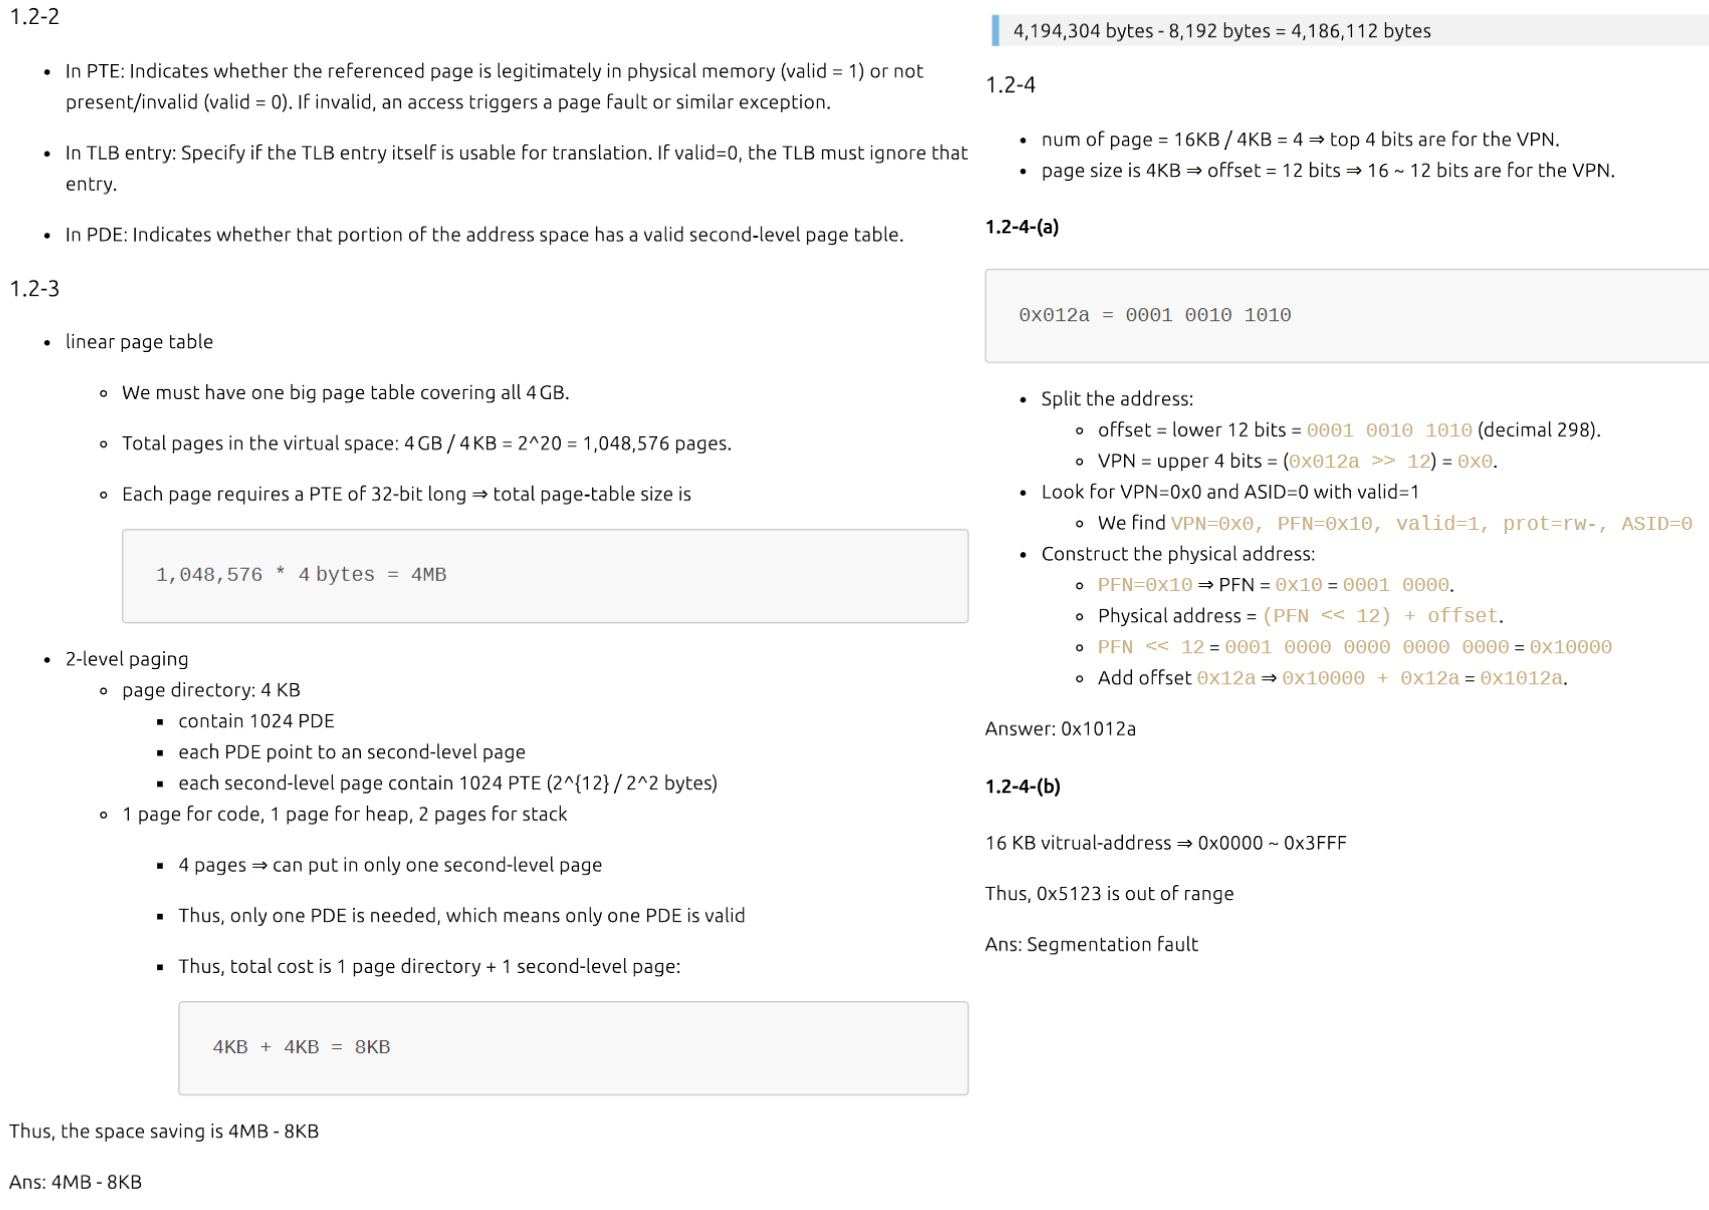 1.2-2
• In PTE: Indicates whether the referenced page is legitimately in physical memory (valid = 1) or not
present/invalid (valid = 0). If invalid, an access triggers a page fault or similar exception.
• In TLB entry: Specify if the TLB entry itself is usable for translation. If valid=0, the TLB must ignore that
entry.
• In PDE: Indicates whether that portion of the address space has a valid second-level page table.
1.2-3
• linear page table
◦ We must have one big page table covering all 4 GB.
◦ Total pages in the virtual space: 4 GB / 4 KB = 2^20 = 1,048,576 pages.
◦ Each page requires a PTE of 32-bit long ⇒ total page-table size is
1,048,576 * 4 bytes = 4MB
• 2-level paging
◦ page directory: 4 KB
▪ contain 1024 PDE
▪ each PDE point to an second-level page
▪ each second-level page contain 1024 PTE (2^{12} / 2^2 bytes)
◦ 1 page for code, 1 page for heap, 2 pages for stack
▪ 4 pages ⇒ can put in only one second-level page
▪ Thus, only one PDE is needed, which means only one PDE is valid
▪ Thus, total cost is 1 page directory + 1 second-level page:
4KB + 4KB = 8KB
Thus, the space saving is 4MB - 8KB
Ans: 4MB - 8KB
4,194,304 bytes - 8,192 bytes = 4,186,112 bytes
1.2-4
• num of page = 16KB / 4KB = 4 ⇒ top 4 bits are for the VPN.
• page size is 4KB ⇒ offset = 12 bits ⇒ 16 ~ 12 bits are for the VPN.
1.2-4-(a)
0x012a = 0001 0010 1010
• Split the address:
◦ offset = lower 12 bits = 0001 0010 1010 (decimal 298).
◦ VPN = upper 4 bits = (0x012a >> 12) = 0x0.
• Look for VPN=0x0 and ASID=0 with valid=1
◦ We find VPN=0x0, PFN=0x10, valid=1, prot=rw-, ASID=0
• Construct the physical address:
◦ PFN=0x10 ⇒ PFN = 0x10 = 0001 0000.
◦ Physical address = (PFN << 12) + offset.
◦ PFN << 12 = 0001 0000 0000 0000 0000 = 0x10000
◦ Add offset 0x12a ⇒ 0x10000 + 0x12a = 0x1012a.
Answer: 0x1012a
1.2-4-(b)
16 KB vitrual-address ⇒ 0x0000 ~ 0x3FFF
Thus, 0x5123 is out of range
Ans: Segmentation fault